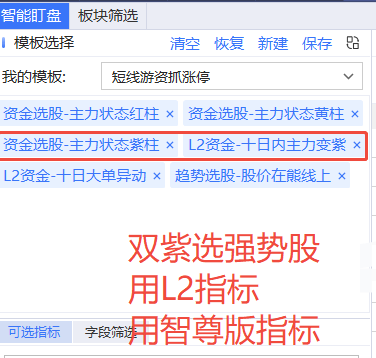 智能盯盘 板块筛选
模板选择 清空 恢复 新建 保存
我的模板: 短线游资抓涨停
资金选股-主力状态红柱 × 资金选股-主力状态黄柱 ×
资金选股-主力状态紫柱 × L2资金-十日内主力变紫 ×
L2资金-十日大单异动 × 趋势选股-股价在熊线上 ×
双紫选强势股
用L2指标
用智尊版指标
可选指标 字段筛选